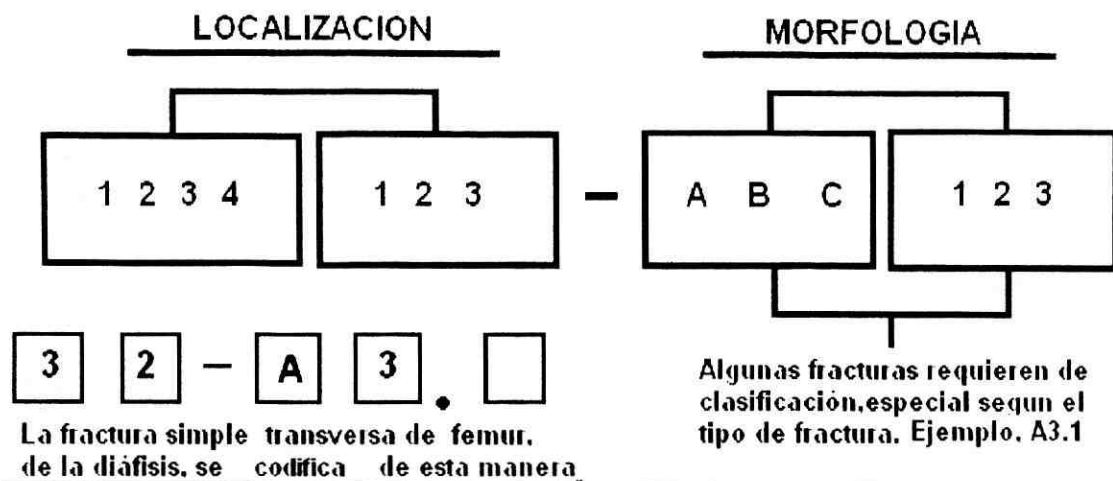 LOCALIZACION
MORFOLOGIA
1 2 3 4
1 2 3
–
A B C
1 2 3
3 2 – A 3 .
La fractura simple transversa de femur.
de la diáfisis, se codifica de esta manera
Algunas fracturas requieren de
clasificación,especial segun el
tipo de fractura. Ejemplo. A3.1